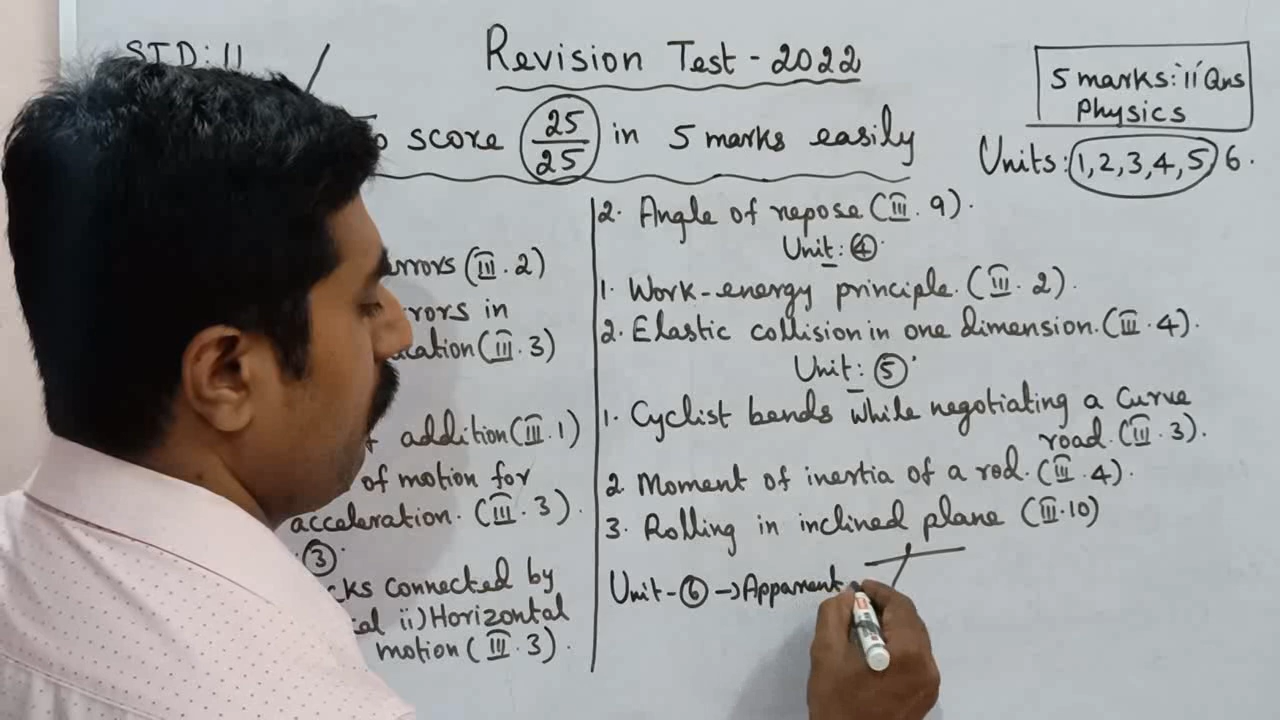 STD: 11
Revision Test - 2022
5 marks: 11 Qns
Physics
score 25/25 in 5 marks easily
Units: 1, 2, 3, 4, 5, 6.
errors (III. 2)
in
(III. 3)
addition (III. 1)
of motion for
acceleration. (III. 3).
3.
connected by
ii) Horizontal
motion (III. 3).
2. Angle of repose (III. 9).
Unit: 4.
1. Work-energy principle. (III. 2).
2. Elastic collision in one dimension. (III. 4).
Unit: 5.
1. Cyclist bends while negotiating a Curve
road. (III. 3).
2. Moment of inertia of a rod. (III. 4).
3. Rolling in inclined plane (III. 10)
Unit - 6 → Apparent